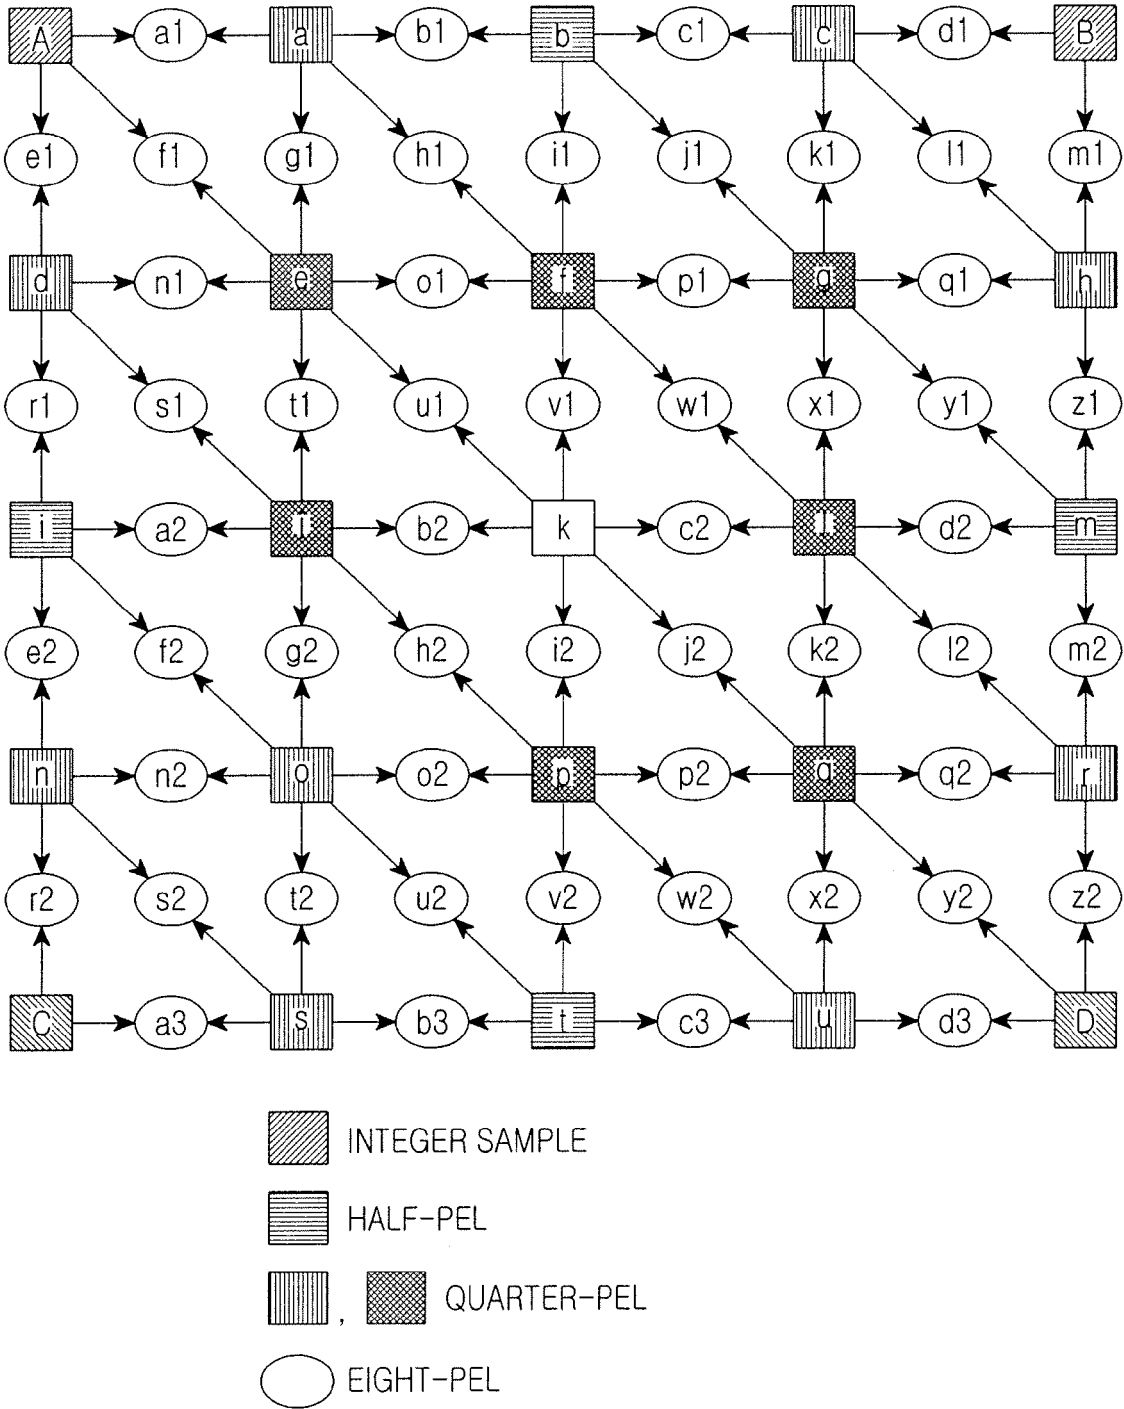 A a1 a b1 b c1 c d1 B
e1 f1 g1 h1 i1 j1 k1 l1 m1
d n1 e o1 f p1 g q1 h
r1 s1 t1 u1 v1 w1 x1 y1 z1
i a2 b2 k c2 l d2 m
e2 f2 g2 h2 i2 j2 k2 l2 m2
n n2 o o2 p p2 q q2 r
r2 s2 t2 u2 v2 w2 x2 y2 z2
C a3 s b3 t c3 u d3 D
INTEGER SAMPLE
HALF-PEL
, QUARTER-PEL
EIGHT-PEL